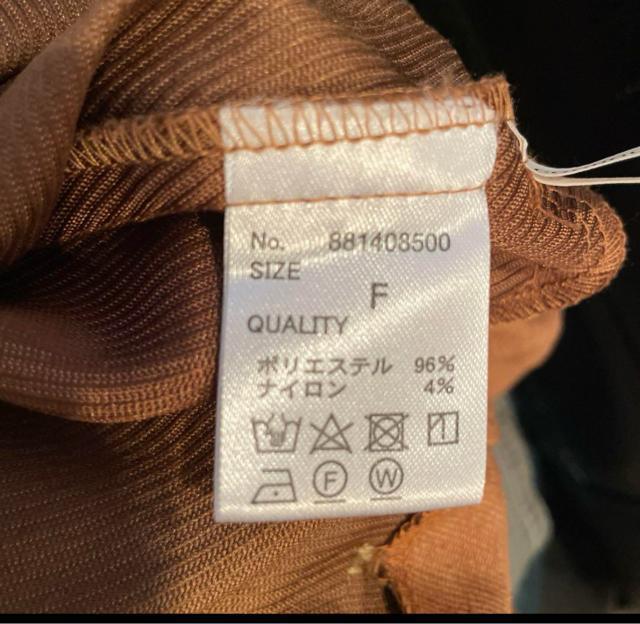 No. 881408500
SIZE
F
QUALITY
ポリエステル 96%
ナイロン 4%
F W